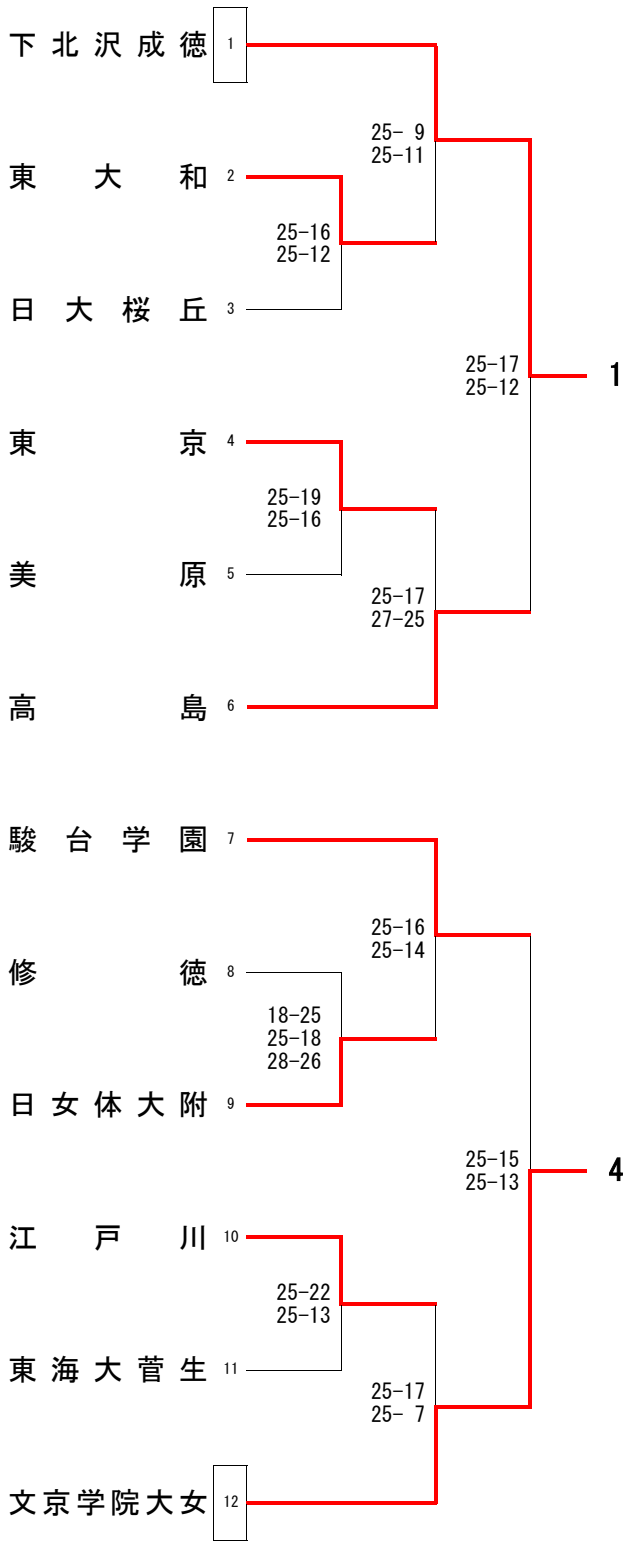 下北沢成徳 1
25- 9
25-11
東大和 2
25-16
25-12
日大桜丘 3
25-17
25-12
1
東京 4
25-19
25-16
美原 5
25-17
27-25
高島 6
駿台学園 7
25-16
25-14
修徳 8
18-25
25-18
28-26
日女体大附 9
25-15
25-13
4
江戸川 10
25-22
25-13
東海大菅生 11
25-17
25- 7
文京学院大女 12